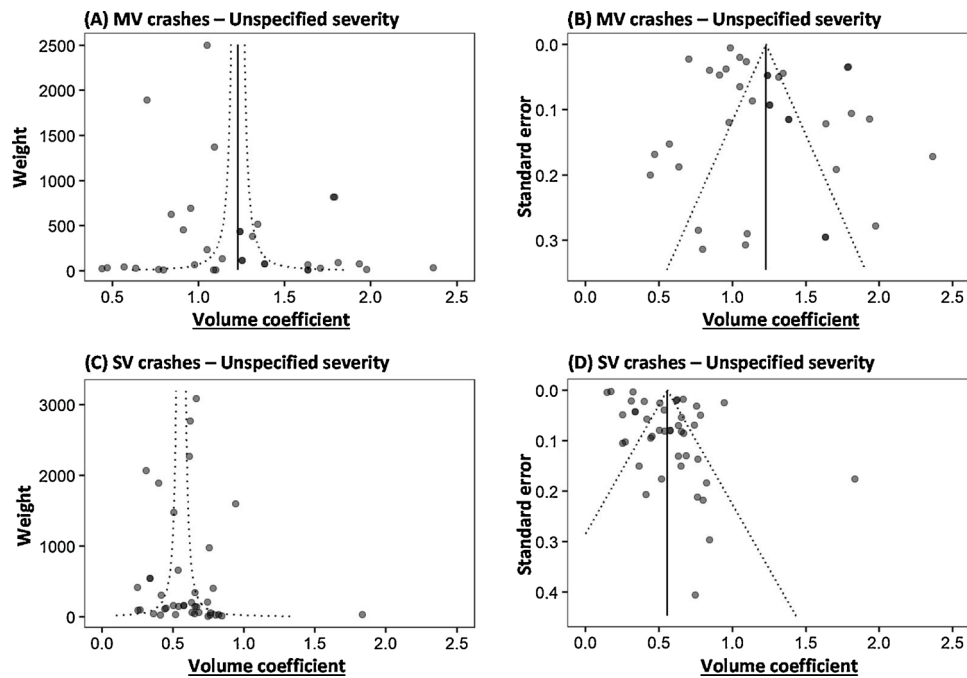 (A) MV crashes – Unspecified severity
Weight
2500
2000
1500
1000
500
0
0.5 1.0 1.5 2.0 2.5
Volume coefficient
(B) MV crashes – Unspecified severity
Standard error
0.0
0.1
0.2
0.3
0.0 0.5 1.0 1.5 2.0 2.5
Volume coefficient
(C) SV crashes – Unspecified severity
Weight
3000
2000
1000
0
0.0 0.5 1.0 1.5 2.0 2.5
Volume coefficient
(D) SV crashes – Unspecified severity
Standard error
0.0
0.1
0.2
0.3
0.4
0.0 0.5 1.0 1.5 2.0 2.5
Volume coefficient